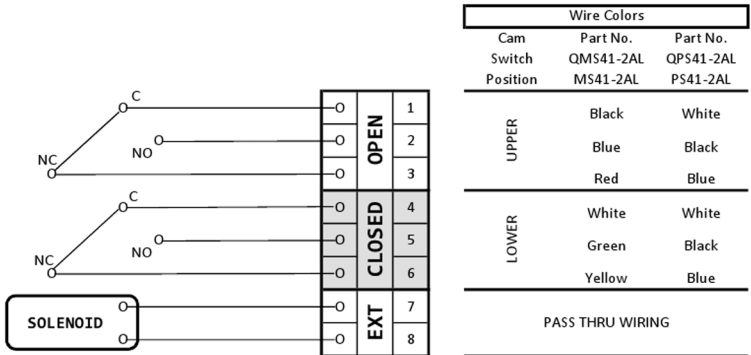 Wire Colors
Cam Part No. Part No.
Switch QMS41-2AL QPS41-2AL
Position MS41-2AL PS41-2AL
C
O O 1 Black White
O O 2 Blue Black
NO
NC
O O 3 Red Blue
OPEN
UPPER
C
O O 4 White White
O O 5 Green Black
NO
NC
O O 6 Yellow Blue
CLOSED
LOWER
O O 7
SOLENOID
PASS THRU WIRING
O O 8
EXT